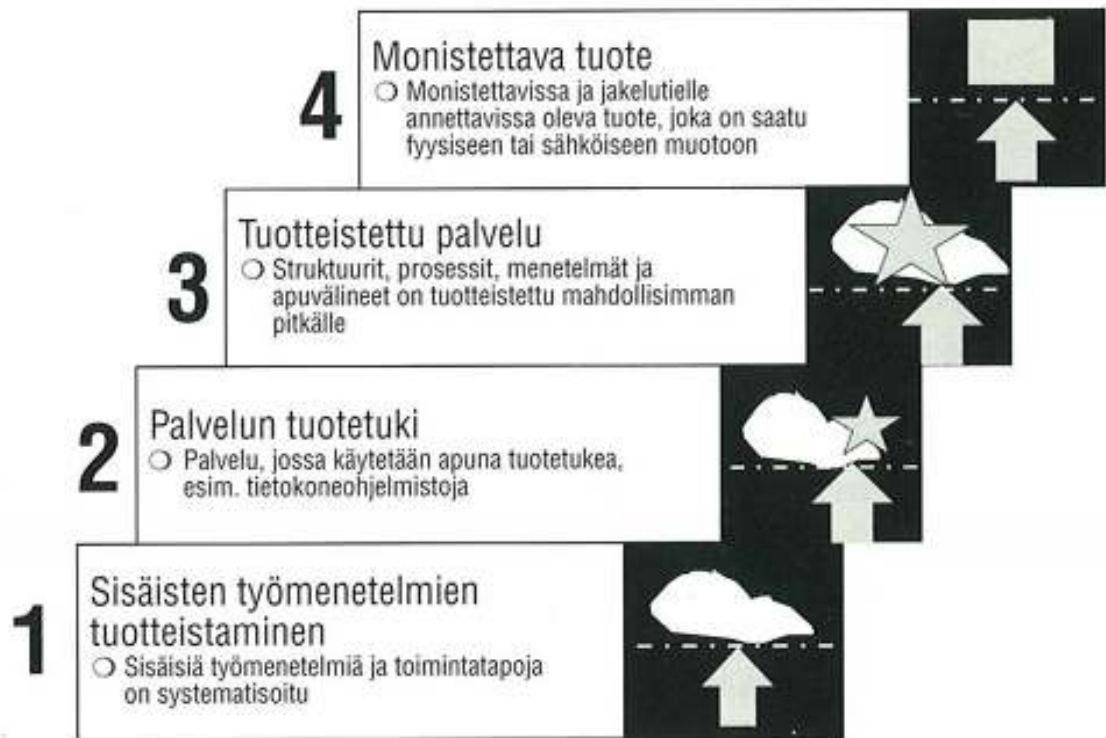 4
Monistettava tuote
❍ Monistettavissa ja jakelutielle
annettavissa oleva tuote, joka on saatu
fyysiseen tai sähköiseen muotoon
3
Tuotteistettu palvelu
❍ Struktuurit, prosessit, menetelmät ja
apuvälineet on tuotteistettu mahdollisimman
pitkälle
2
Palvelun tuotetuki
❍ Palvelu, jossa käytetään apuna tuotetukea,
esim. tietokoneohjelmistoja
1
Sisäisten työmenetelmien
tuotteistaminen
❍ Sisäisiä työmenetelmiä ja toimintatapoja
on systematisoitu